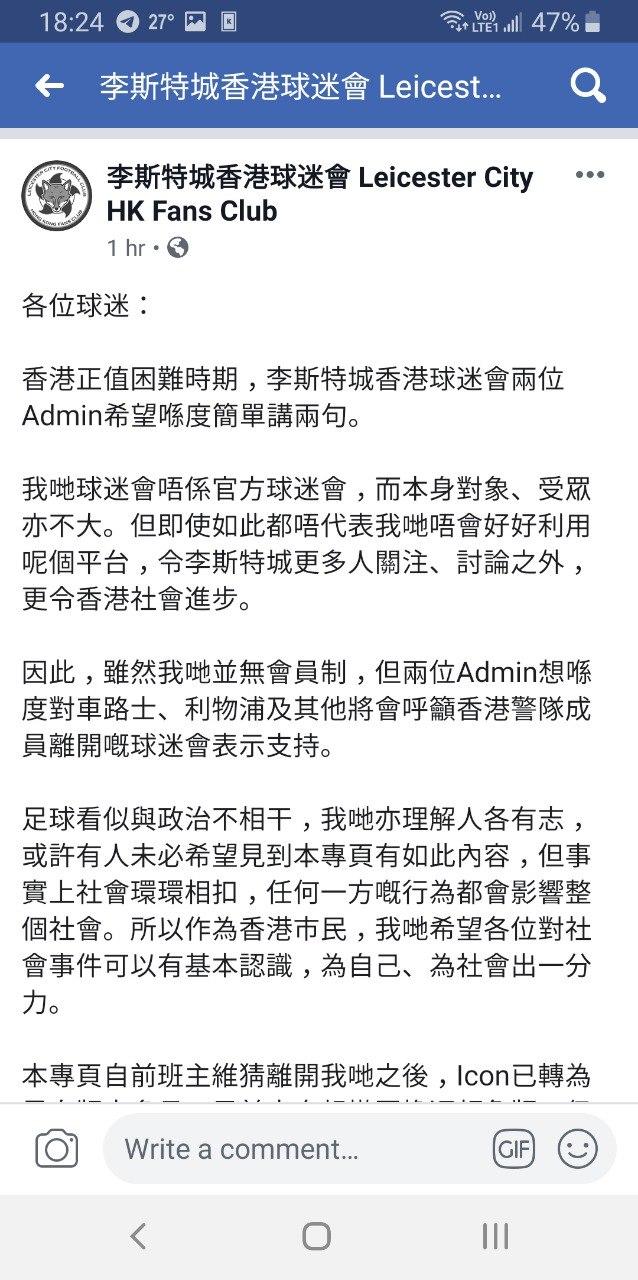 18:24 27° VoLTE1 47%
李斯特城香港球迷會 Leicest...
李斯特城香港球迷會 Leicester City
HK Fans Club
1 hr •
各位球迷：
香港正值困難時期，李斯特城香港球迷會兩位
Admin希望喺度簡單講兩句。
我哋球迷會唔係官方球迷會，而本身對象、受眾
亦不大。但即使如此都唔代表我哋唔會好好利用
呢個平台，令李斯特城更多人關注、討論之外，
更令香港社會進步。
因此，雖然我哋並無會員制，但兩位Admin想喺
度對車路士、利物浦及其他將會呼籲香港警隊成
員離開嘅球迷會表示支持。
足球看似與政治不相干，我哋亦理解人各有志，
或許有人未必希望見到本專頁有如此內容，但事
實上社會環環相扣，任何一方嘅行為都會影響整
個社會。所以作為香港市民，我哋希望各位對社
會事件可以有基本認識，為自己、為社會出一分
力。
本專頁自前班主維猜離開我哋之後，Icon已轉為
Write a comment...
GIF